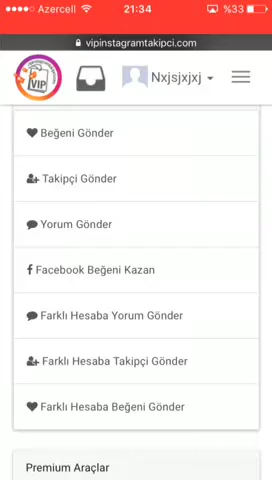 Azercell
21:34
%33
vipinstagramtakipci.com
VIP
Nxjsjxjxj
Beğeni Gönder
Takipçi Gönder
Yorum Gönder
Facebook Beğeni Kazan
Farklı Hesaba Yorum Gönder
Farklı Hesaba Takipçi Gönder
Farklı Hesaba Beğeni Gönder
Premium Araçlar